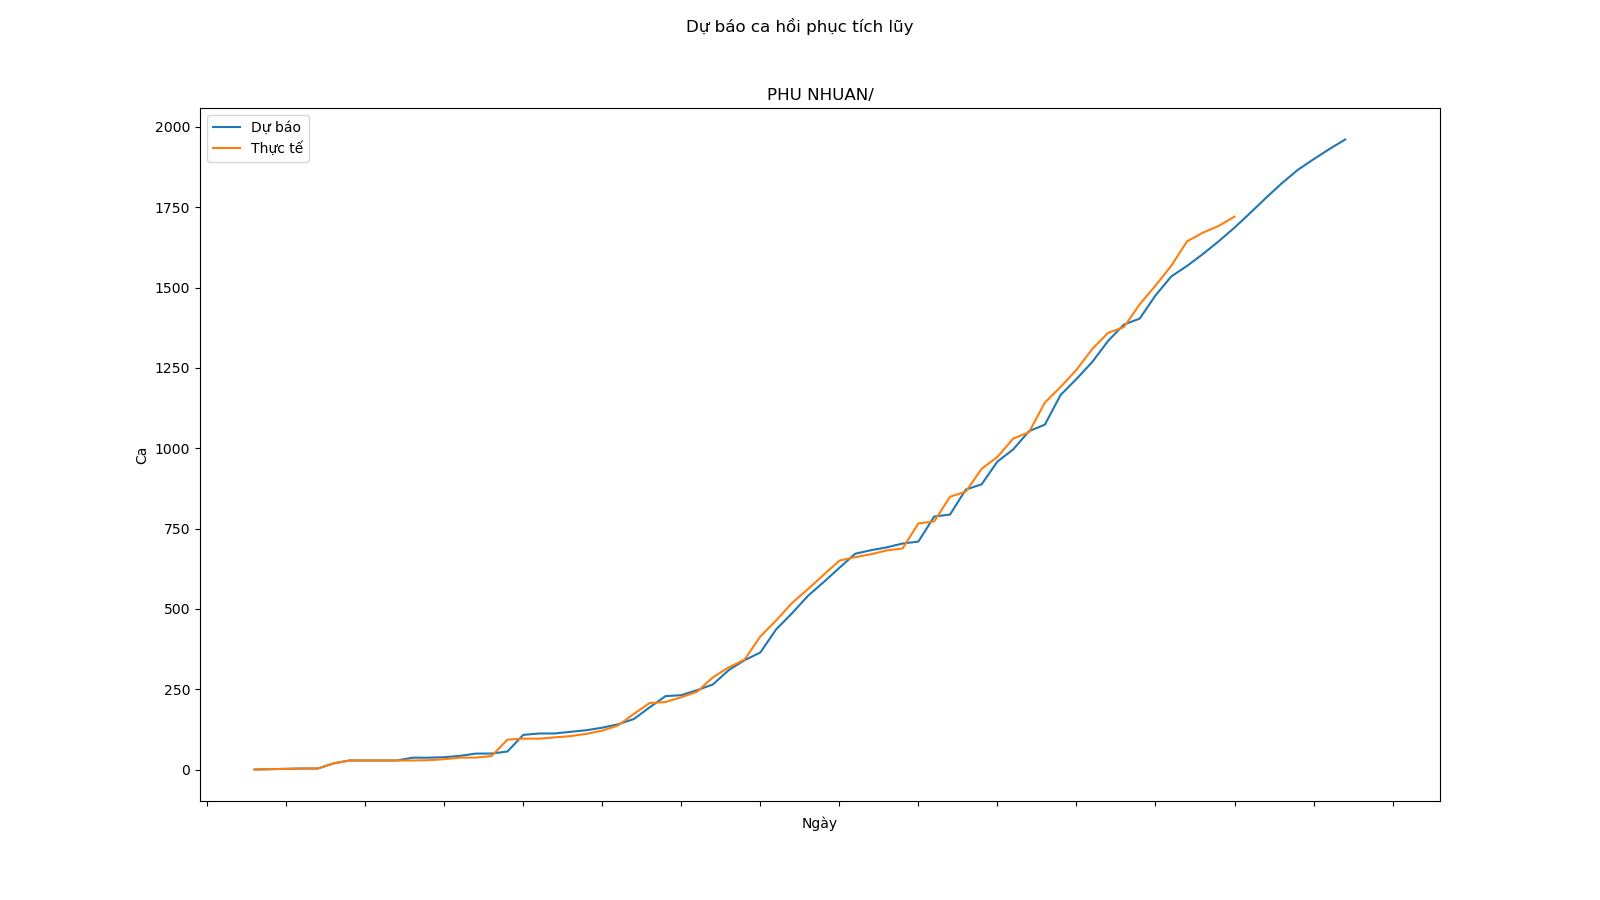 Dự báo ca hồi phục tích lũy
PHU NHUAN/
Dự báo
Thực tế
2000
1750
1500
1250
1000
750
500
250
0
Ca
Ngày